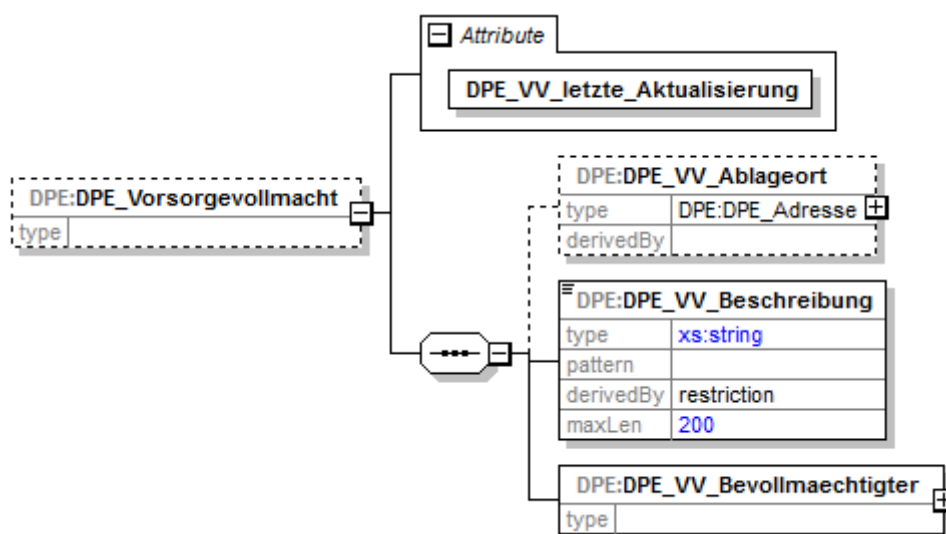 Attribute
DPE_VV_letzte_Aktualisierung
DPE:DPE_Vorsorgevollmacht
type
DPE:DPE_VV_Ablageort
type DPE:DPE_Adresse
derivedBy
DPE:DPE_VV_Beschreibung
type xs:string
pattern
derivedBy restriction
maxLen 200
DPE:DPE_VV_Bevollmaechtigter
type